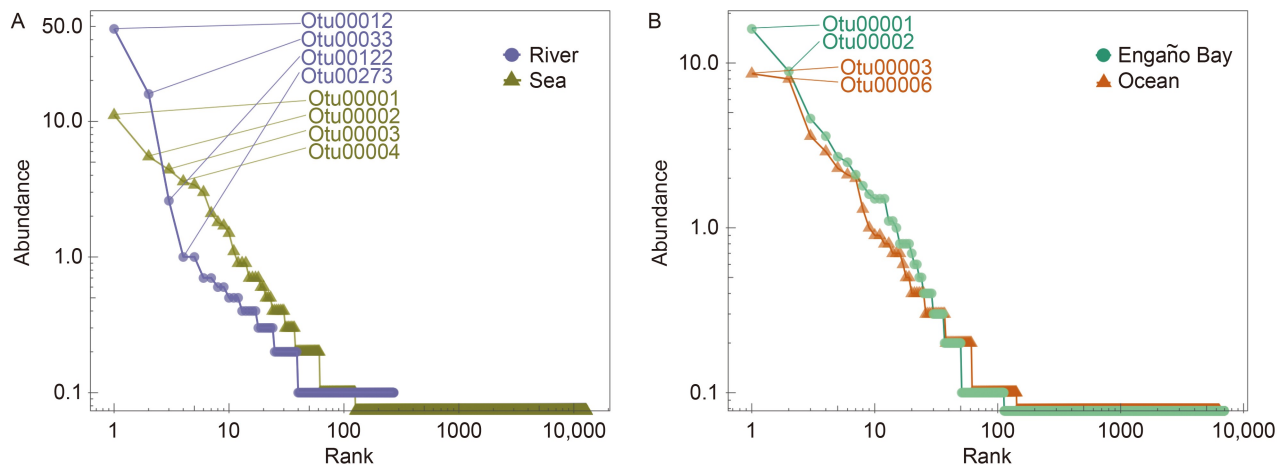 A
50.0
10.0
1.0
0.1
Abundance
Otu00012
Otu00033
Otu00122
Otu00273
Otu00001
Otu00002
Otu00003
Otu00004
River
Sea
1
10
100
1000
10,000
Rank
B
10.0
1.0
0.1
Abundance
Otu00001
Otu00002
Otu00003
Otu00006
Engaño Bay
Ocean
1
10
100
1000
10,000
Rank